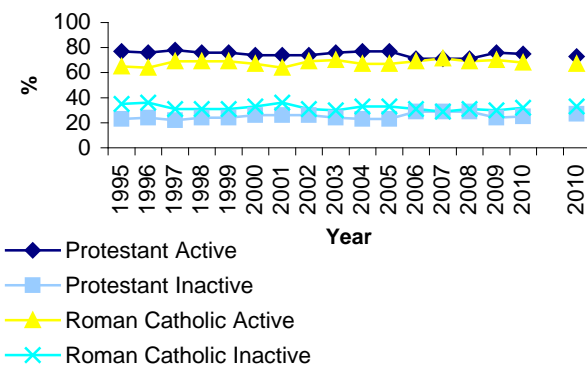 100
80
60
40
20
0
%
1995 1996 1997 1998 1999 2000 2001 2002 2003 2004 2005 2006 2007 2008 2009 2010 2010
Year
Protestant Active
Protestant Inactive
Roman Catholic Active
Roman Catholic Inactive